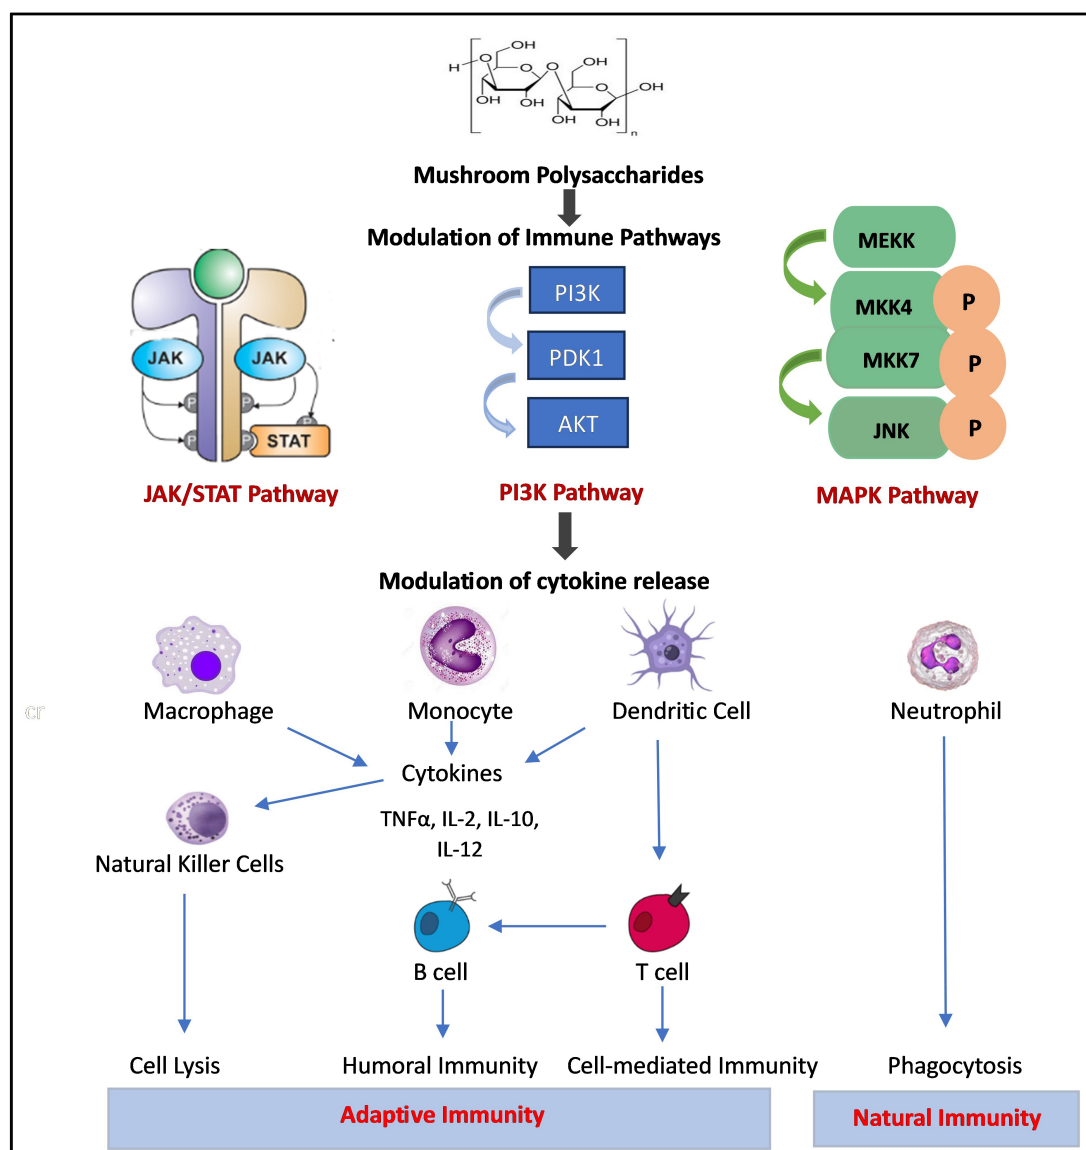 OH
H
O
O
O
OH
OH
OH
O
OH
OH
OH
n
Mushroom Polysaccharides
Modulation of Immune Pathways
JAK
JAK
P
P
P
P
P
STAT
JAK/STAT Pathway
PI3K
PDK1
AKT
PI3K Pathway
MEKK
MKK4
P
MKK7
P
JNK
P
MAPK Pathway
Modulation of cytokine release
cr
Macrophage
Monocyte
Dendritic Cell
Neutrophil
Cytokines
TNFα, IL-2, IL-10,
IL-12
Natural Killer Cells
B cell
T cell
Cell Lysis
Humoral Immunity
Cell-mediated Immunity
Phagocytosis
Adaptive Immunity
Natural Immunity